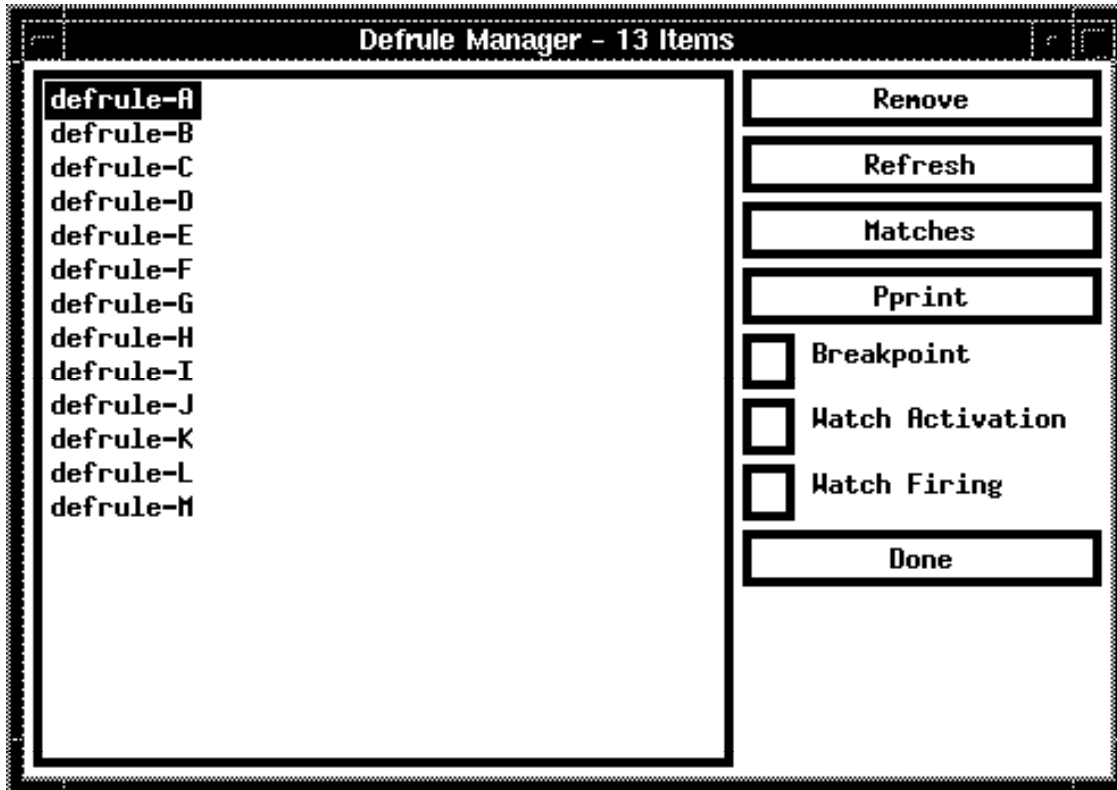 Defrule Manager - 13 Items
defrule-A
defrule-B
defrule-C
defrule-D
defrule-E
defrule-F
defrule-G
defrule-H
defrule-I
defrule-J
defrule-K
defrule-L
defrule-M
Remove
Refresh
Matches
Pprint
Breakpoint
Watch Activation
Watch Firing
Done